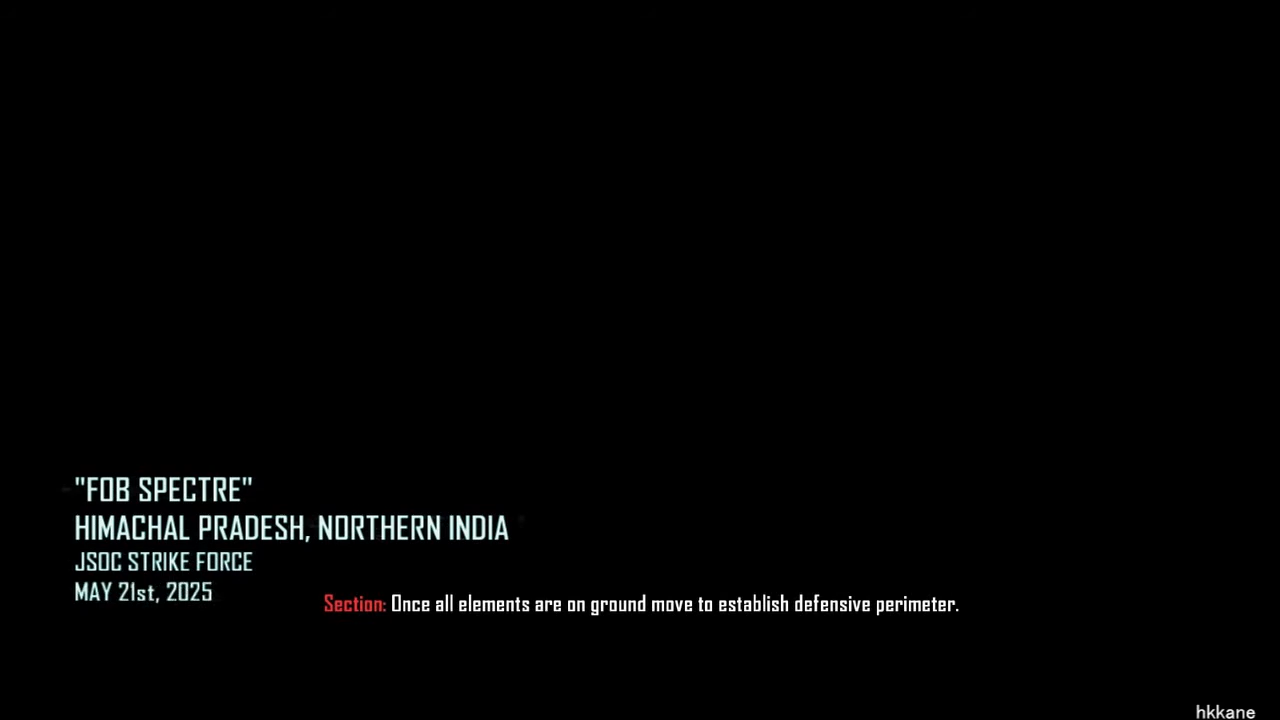 "FOB SPECTRE"
HIMACHAL PRADESH, NORTHERN INDIA
JSOC STRIKE FORCE
MAY 21st, 2025
Section: Once all elements are on ground move to establish defensive perimeter.
hkkane